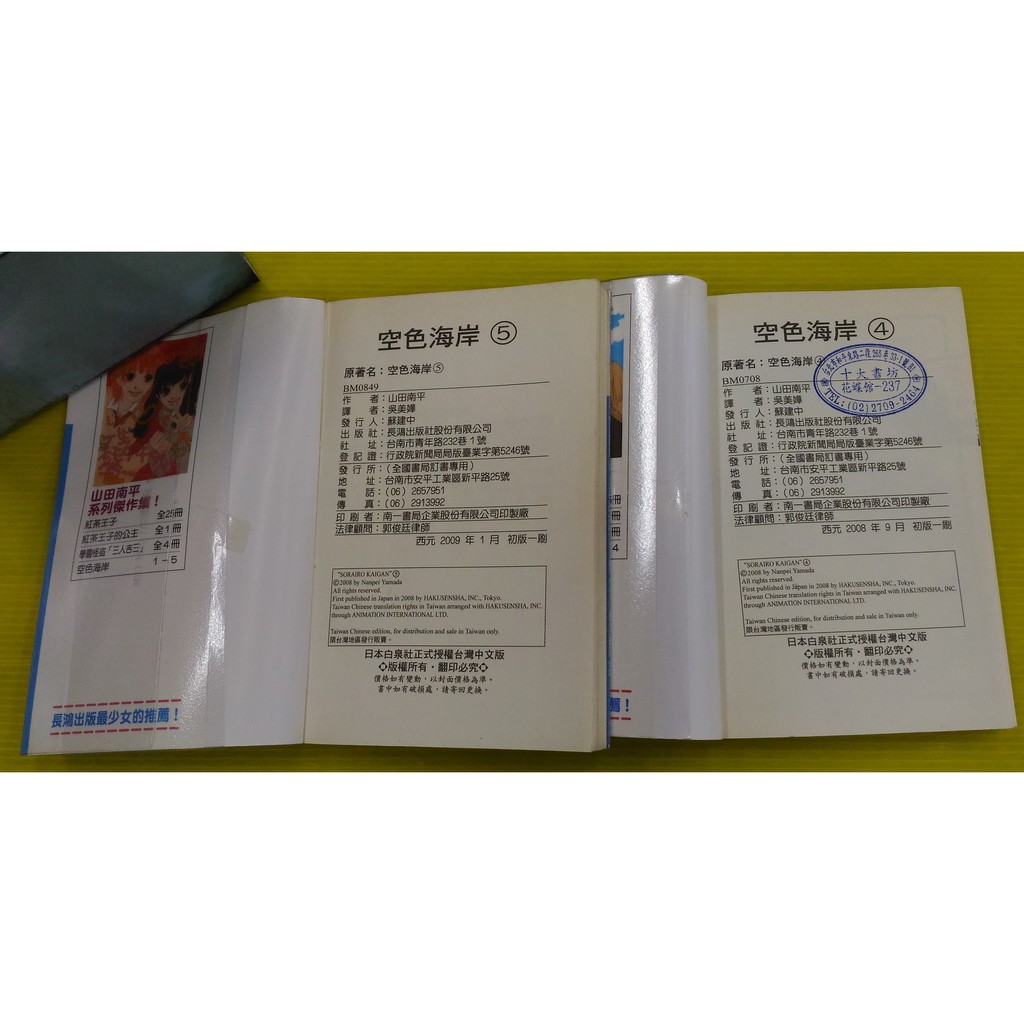 山田南平
系列傑作集！
紅茶王子 全25冊
紅茶王子的公主 全1冊
學園怪盜「三人吉三」 全4冊
空色海岸 1－5
長鴻出版最少女的推薦！
空色海岸 ⑤
原著名：空色海岸⑤
BM0849
作者：山田南平
譯者：吳美嬅
發行人：蘇建中
出版社：長鴻出版社股份有限公司
社址：台南市青年路232巷1號
登記證：行政院新聞局局版臺業字第5246號
發行所：（全國書局訂書專用）
地址：台南市安平工業區新平路25號
電話：（06）2657951
傳真：（06）2913992
印刷者：南一書局企業股份有限公司印製廠
法律顧問：郭俊廷律師
西元 2009 年 1 月 初版一刷
"SORAIRO KAIGAN" ⑤
©2008 by Nanpei Yamada
All rights reserved.
First published in Japan in 2008 by HAKUSENSHA, INC., Tokyo.
Taiwan Chinese translation rights in Taiwan arranged with HAKUSENSHA, INC.
through ANIMATION INTERNATIONAL LTD.
Taiwan Chinese edition, for distribution and sale in Taiwan only.
限台灣地區發行販賣。
日本白泉社正式授權台灣中文版
◇版權所有・翻印必究◇
價格如有變動，以封面價格為準。
書中如有破損處，請寄回更換。
冊
4
薦！
空色海岸 ④
原著名：空色海岸④
BM0708
作者：山田南平
譯者：吳美嬅
發行人：蘇建中
出版社：長鴻出版社股份有限公司
社址：台南市青年路232巷1號
登記證：行政院新聞局局版臺業字第5246號
發行所：（全國書局訂書專用）
地址：台南市安平工業區新平路25號
電話：（06）2657951
傳真：（06）2913992
印刷者：南一書局企業股份有限公司印製廠
法律顧問：郭俊廷律師
西元 2008 年 9 月 初版一刷
十大書坊
花蝶館-237
TEL:(02)2709-2464
"SORAIRO KAIGAN" ④
©2008 by Nanpei Yamada
All rights reserved.
First published in Japan in 2008 by HAKUSENSHA, INC., Tokyo.
Taiwan Chinese translation rights in Taiwan arranged with HAKUSENSHA, INC.
through ANIMATION INTERNATIONAL LTD.
Taiwan Chinese edition, for distribution and sale in Taiwan only.
限台灣地區發行販賣。
日本白泉社正式授權台灣中文版
◇版權所有・翻印必究◇
價格如有變動，以封面價格為準。
書中如有破損處，請寄回更換。